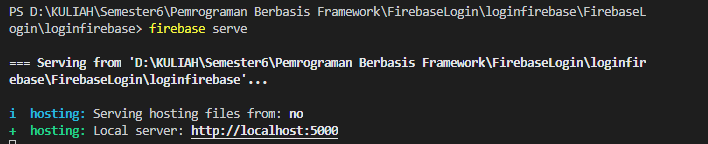 PS D:\KULIAH\Semester6\Pemrograman Berbasis Framework\FirebaseLogin\loginfirebase\FirebaseL
ogin\loginfirebase> firebase serve
=== Serving from 'D:\KULIAH\Semester6\Pemrograman Berbasis Framework\FirebaseLogin\loginfir
ebase\FirebaseLogin\loginfirebase'...
i  hosting: Serving hosting files from: no
+  hosting: Local server: http://localhost:5000